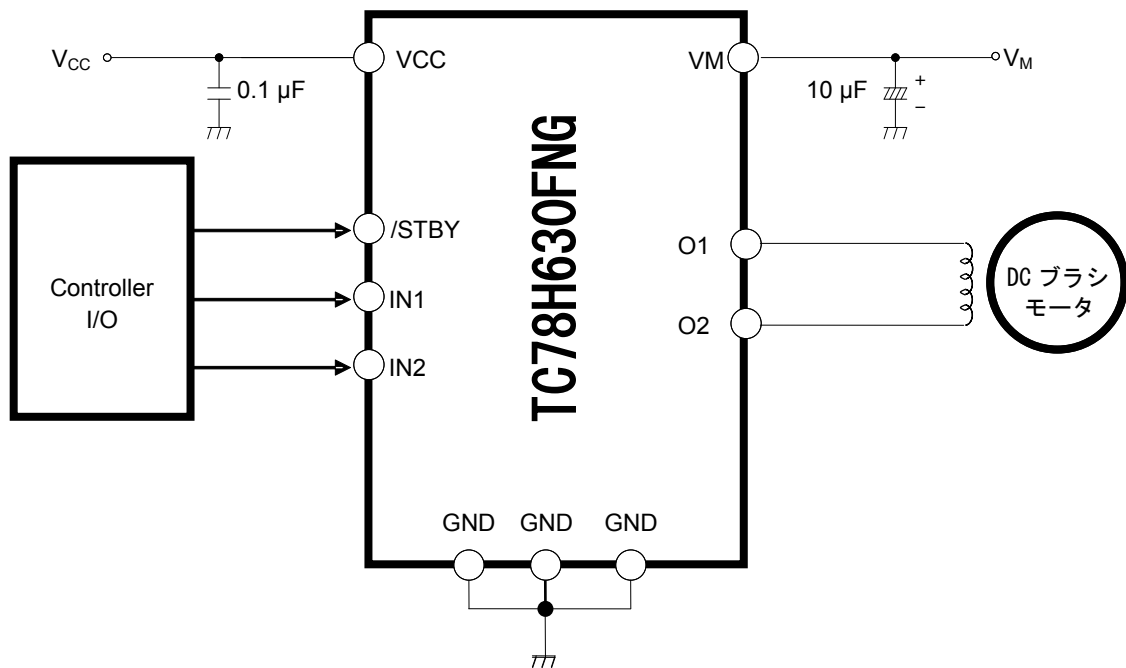 VCC
VCC
VM
VM
0.1 μF
10 μF
+
−
TC78H630FNG
Controller
I/O
/STBY
IN1
IN2
O1
O2
DC ブラシ
モータ
GND
GND
GND